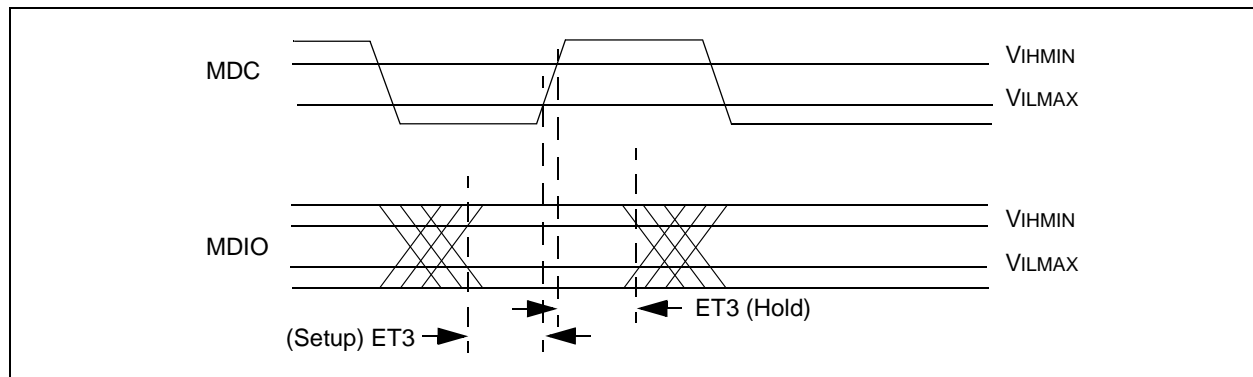 MDC
VIHMIN
VILMAX
MDIO
VIHMIN
VILMAX
ET3 (Hold)
(Setup) ET3